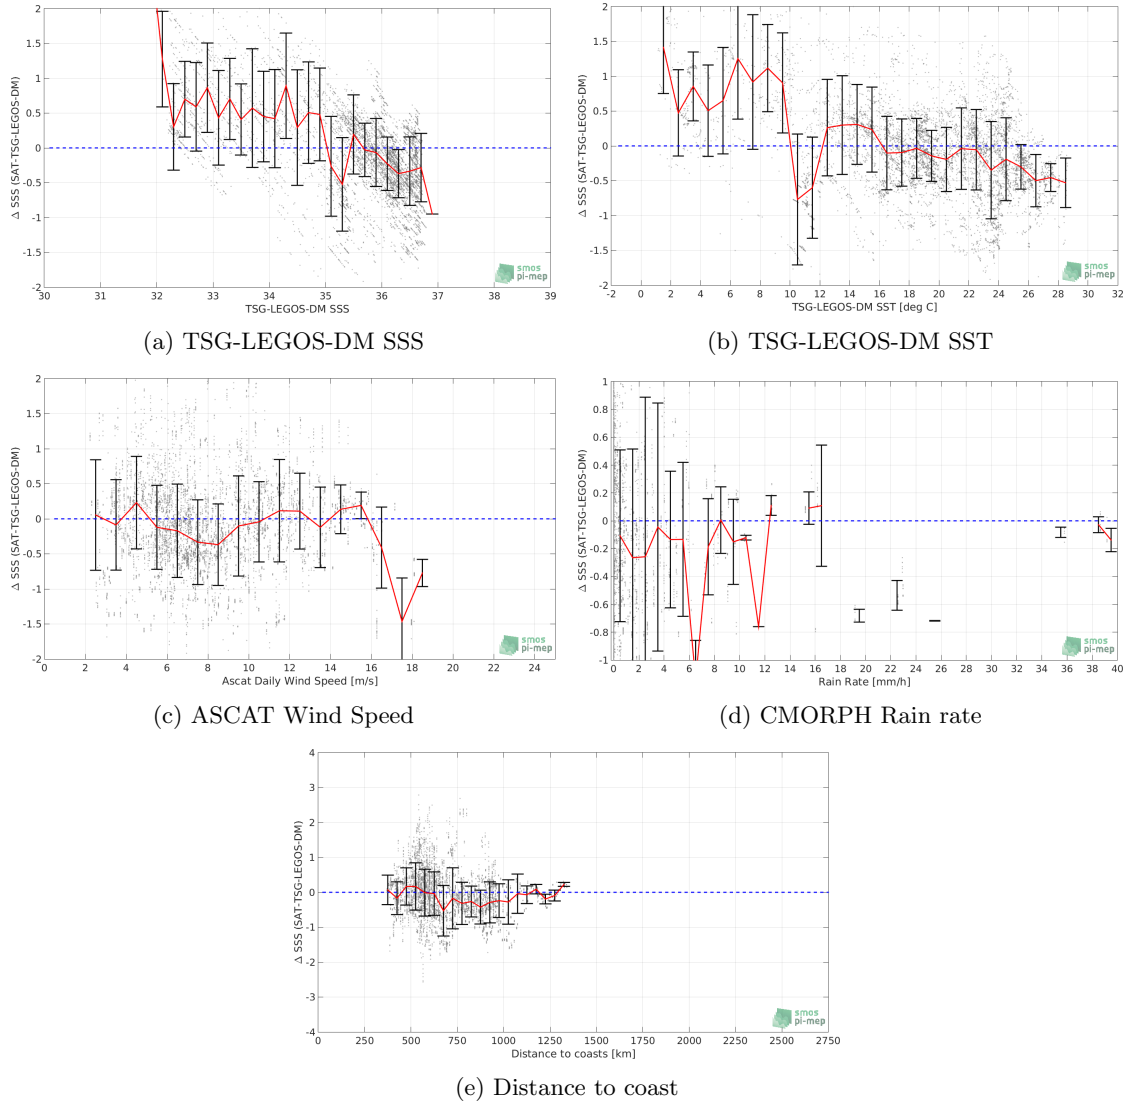 2
1.5
1
0.5
0
-0.5
-1
-1.5
-2
Δ SSS (SAT-TSG-LEGOS-DM)
30 31 32 33 34 35 36 37 38 39
TSG-LEGOS-DM SSS
smos
pi-mep
(a) TSG-LEGOS-DM SSS
2
1.5
1
0.5
0
-0.5
-1
-1.5
-2
Δ SSS (SAT-TSG-LEGOS-DM)
-2 0 2 4 6 8 10 12 14 16 18 20 22 24 26 28 30 32
TSG-LEGOS-DM SST [deg C]
smos
pi-mep
(b) TSG-LEGOS-DM SST
2
1.5
1
0.5
0
-0.5
-1
-1.5
-2
Δ SSS (SAT-TSG-LEGOS-DM)
0 2 4 6 8 10 12 14 16 18 20 22 24
Ascat Daily Wind Speed [m/s]
smos
pi-mep
(c) ASCAT Wind Speed
1
0.8
0.6
0.4
0.2
0
-0.2
-0.4
-0.6
-0.8
-1
Δ SSS (SAT-TSG-LEGOS-DM)
0 2 4 6 8 10 12 14 16 18 20 22 24 26 28 30 32 34 36 38 40
Rain Rate [mm/h]
smos
pi-mep
(d) CMORPH Rain rate
4
3
2
1
0
-1
-2
-3
-4
Δ SSS (SAT-TSG-LEGOS-DM)
0 250 500 750 1000 1250 1500 1750 2000 2250 2500 2750
Distance to coasts [km]
smos
pi-mep
(e) Distance to coast